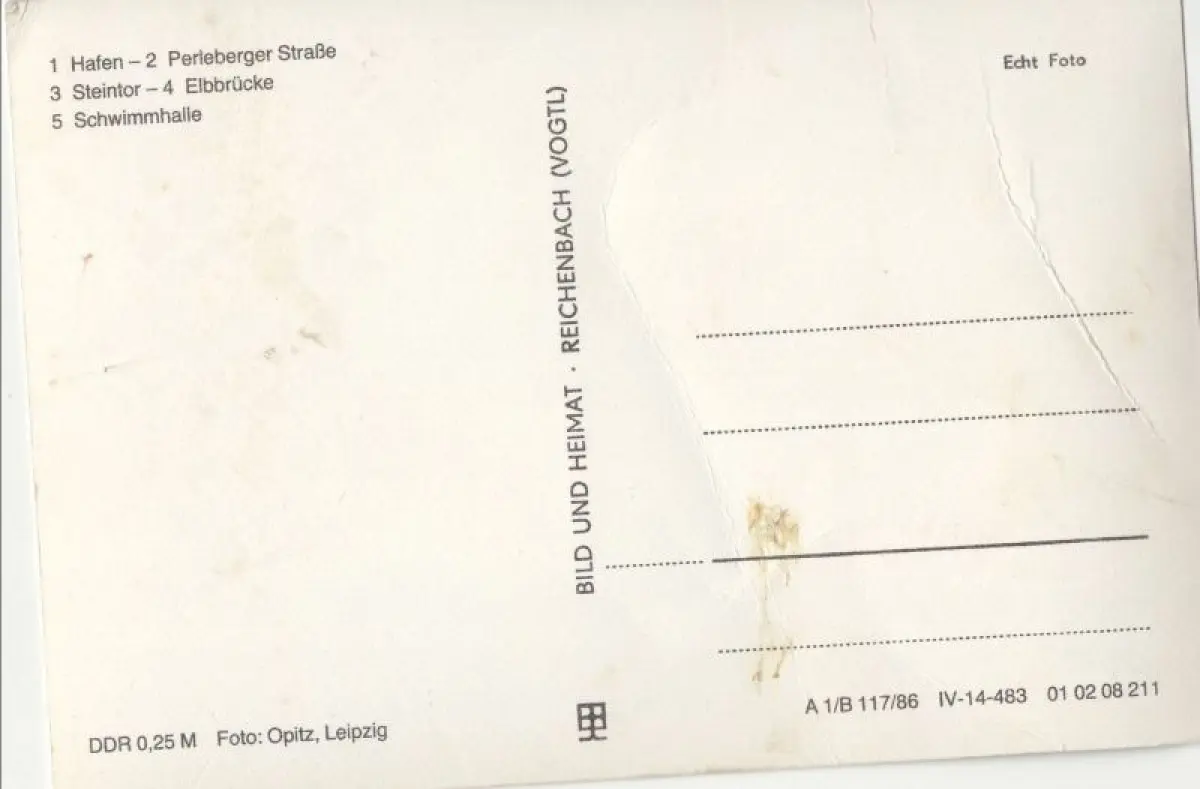 1 Hafen – 2 Perleberger Straße
3 Steintor – 4 Elbbrücke
5 Schwimmhalle
Echt Foto
BILD UND HEIMAT · REICHENBACH (VOGTL)
A 1/B 117/86 IV-14-483 01 02 08 211
DDR 0,25 M Foto: Opitz, Leipzig